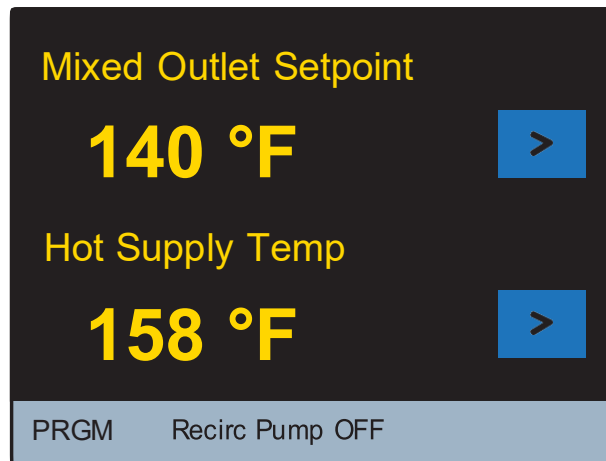 Mixed Outlet Setpoint
140 °F
>
Hot Supply Temp
158 °F
>
PRGM Recirc Pump OFF